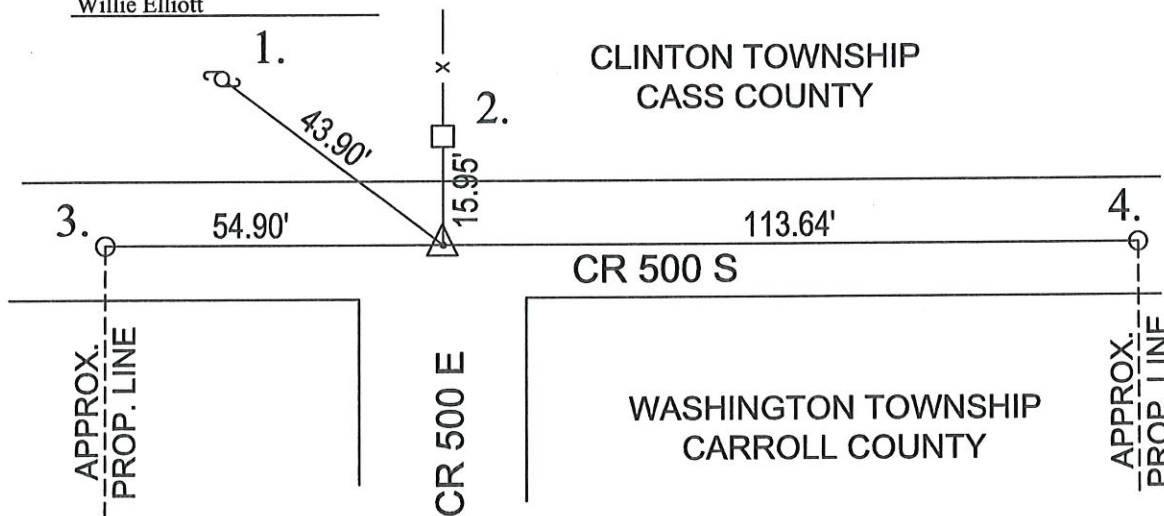 Willie Elliott
1.
x
CLINTON TOWNSHIP
CASS COUNTY
2.
43.90'
15.95'
3.
54.90'
113.64'
4.
CR 500 S
APPROX.
PROP. LINE
CR 500 E
WASHINGTON TOWNSHIP
CARROLL COUNTY
APPROX.
PROP. LINE